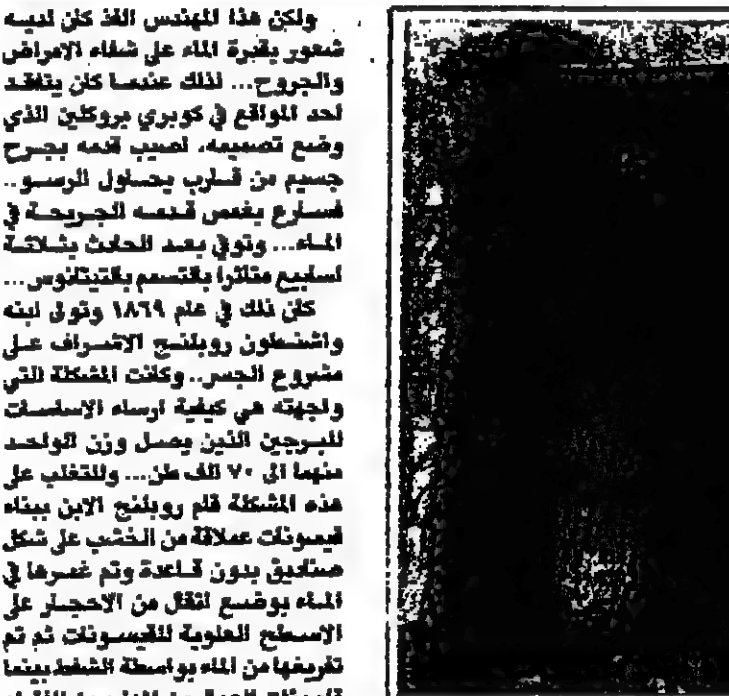 ولكن هذا المهندس الفذ كان لديه
شعور بقدرة الماء على شفاء الامراض
والجروح... لذلك عندما كان يتفقد
احد المواقع في كوبري بروكلين الذي
وضع تصميمه، اصيب قدمه بجرح
جسيم من قارب يحاول الرسو..
فسارع بغمس قدمه الجريحة في
الماء... وتوفي بعد الحادث بثلاثة
اسابيع متاثرا بالتسمم بالتيتانوس...
كان ذلك في عام ١٨٦٩ وتولى ابنه
واشنطون روبلنج الاشراف على
مشروع الجسر.. وكانت المشكلة التي
واجهته هي كيفية ارساء الاساسات
للبرجين الذين يصل وزن الواحد
منهما الى ٧٠ الف طن... وللتغلب على
هذه المشكلة قام روبلنج الابن ببناء
قيسونات عملاقة من الخشب على شكل
صناديق بدون قاعدة وتم غمرها في
الماء بوضع اثقال من الاحجار على
الاسطح العلوية للقيسونات ثم تم
تفريغها من الماء بواسطة الشفط بينما